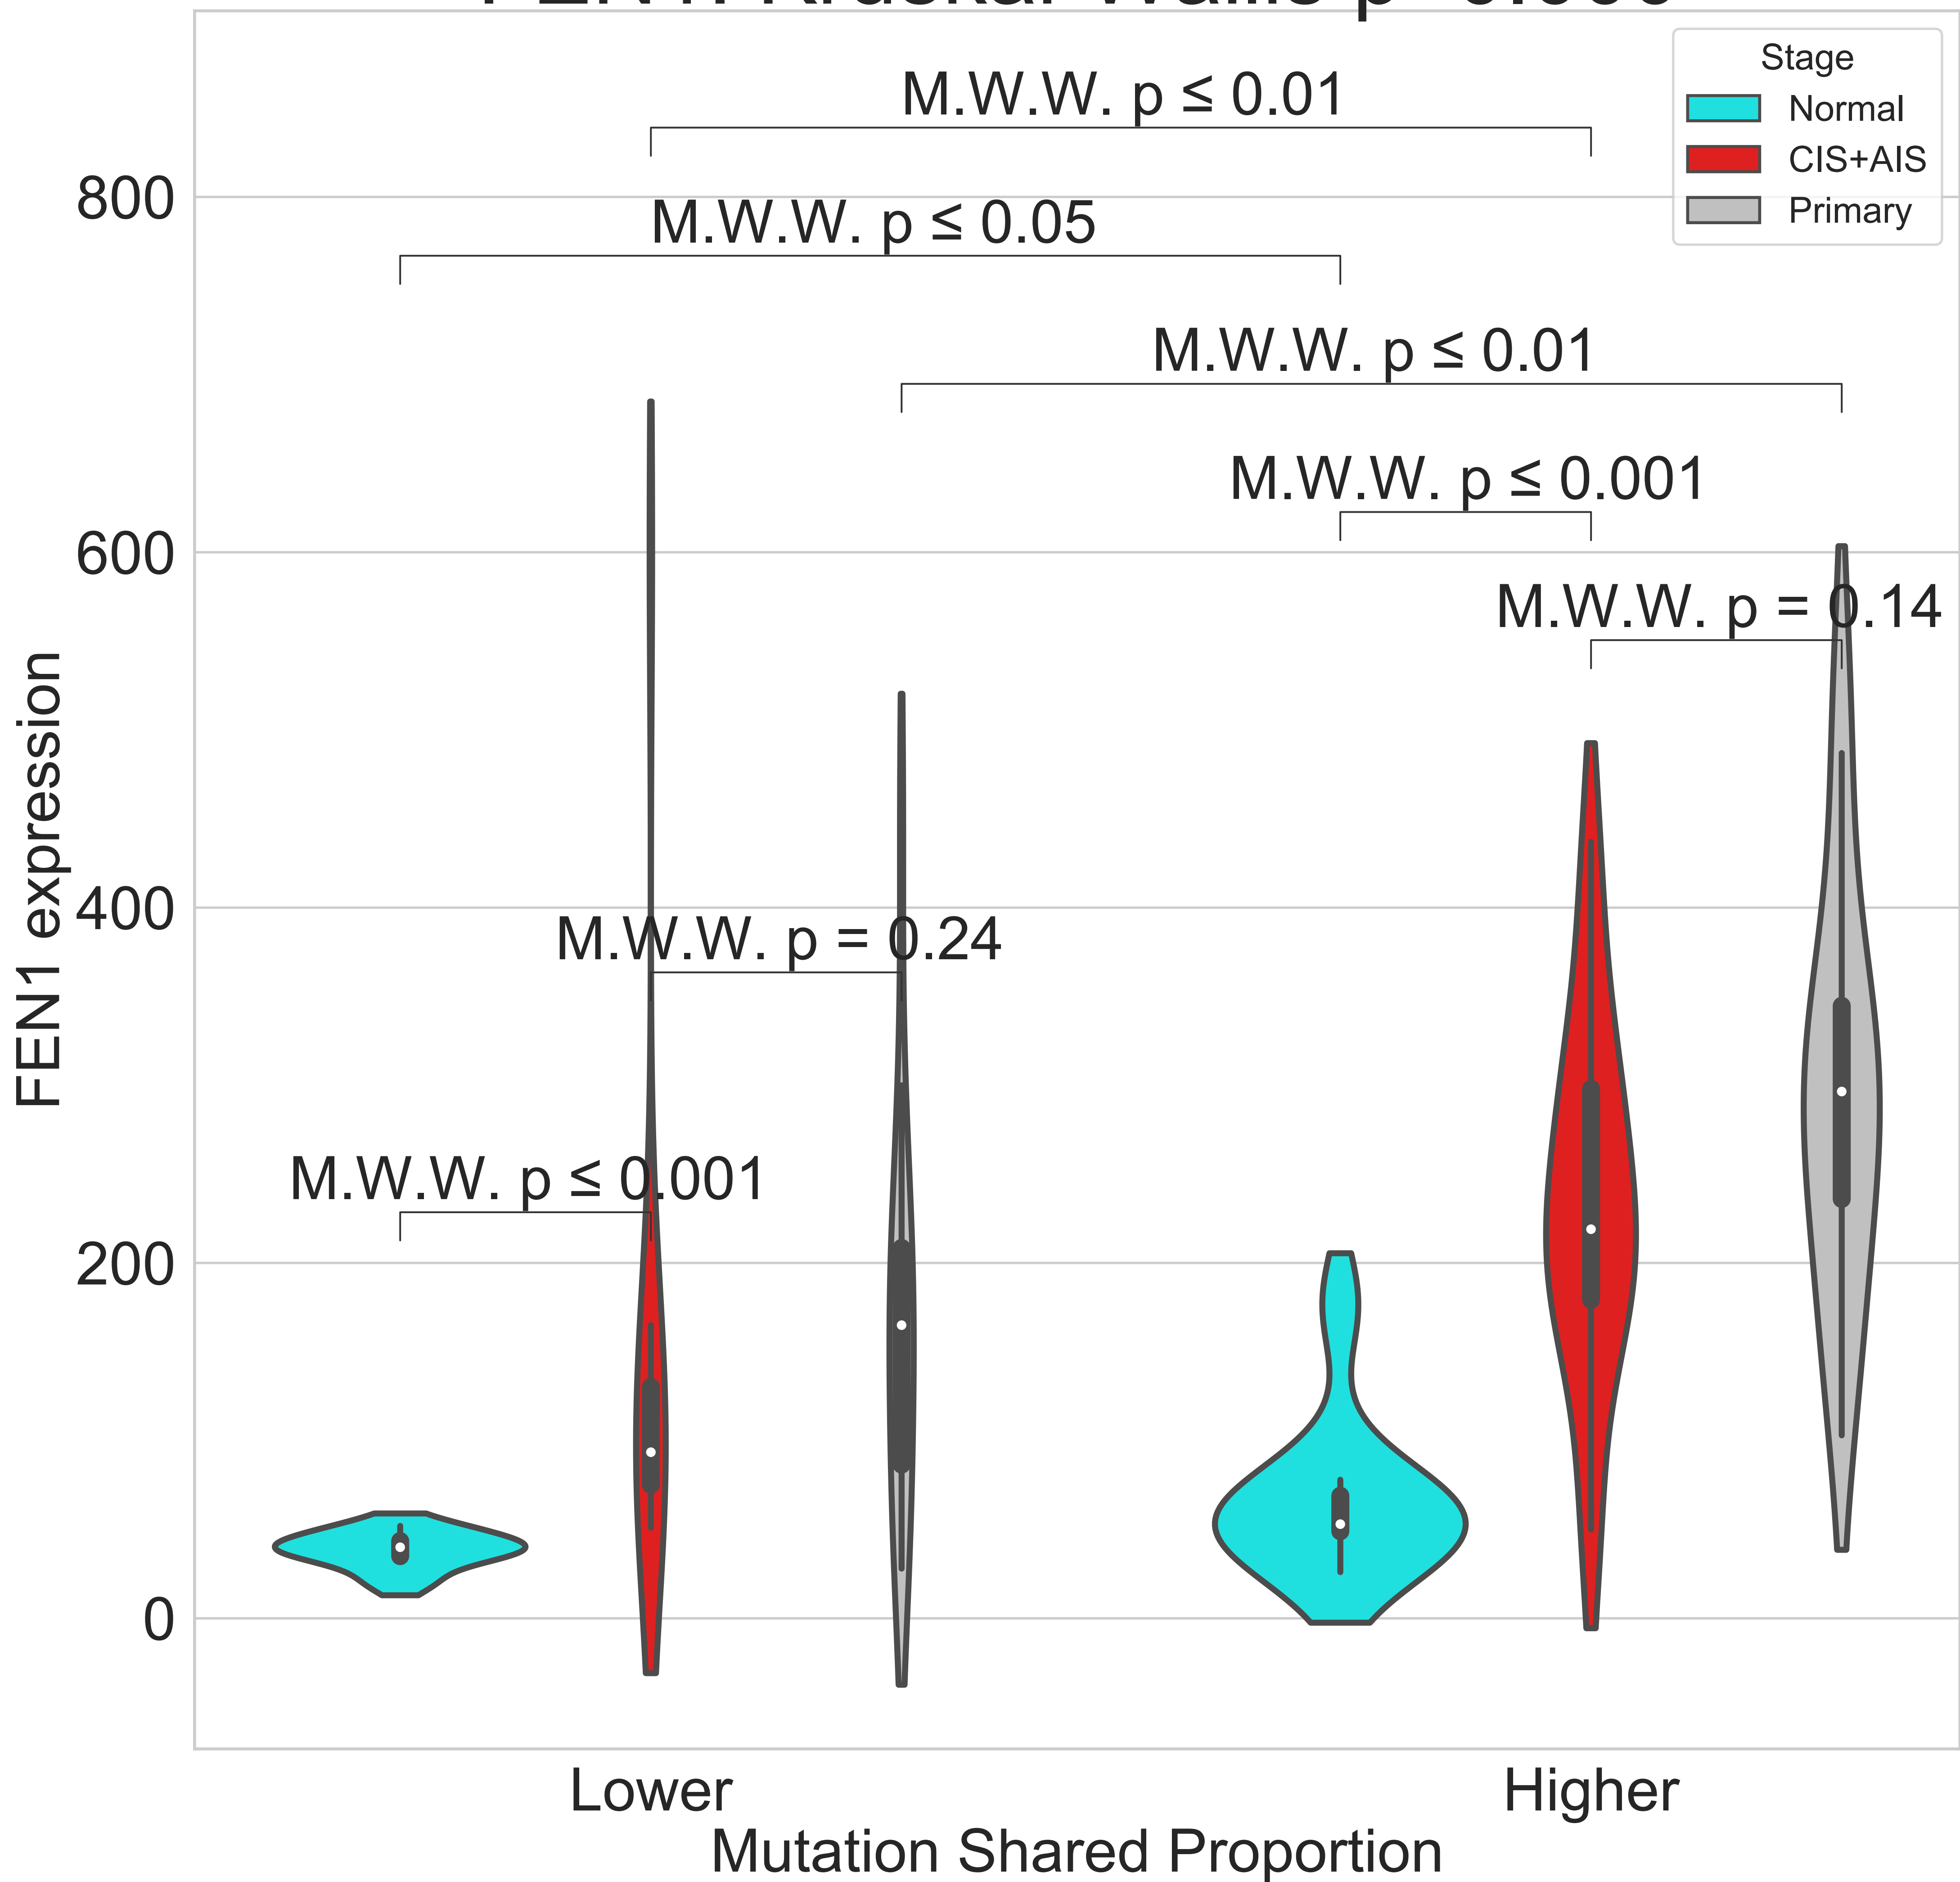 Stage
Normal
CIS+AIS
Primary
M.W.W. p ≤ 0.01
M.W.W. p ≤ 0.05
M.W.W. p ≤ 0.01
M.W.W. p ≤ 0.001
M.W.W. p = 0.14
M.W.W. p = 0.24
M.W.W. p ≤ 0.001
800
600
400
200
0
FEN1 expression
Lower
Higher
Mutation Shared Proportion